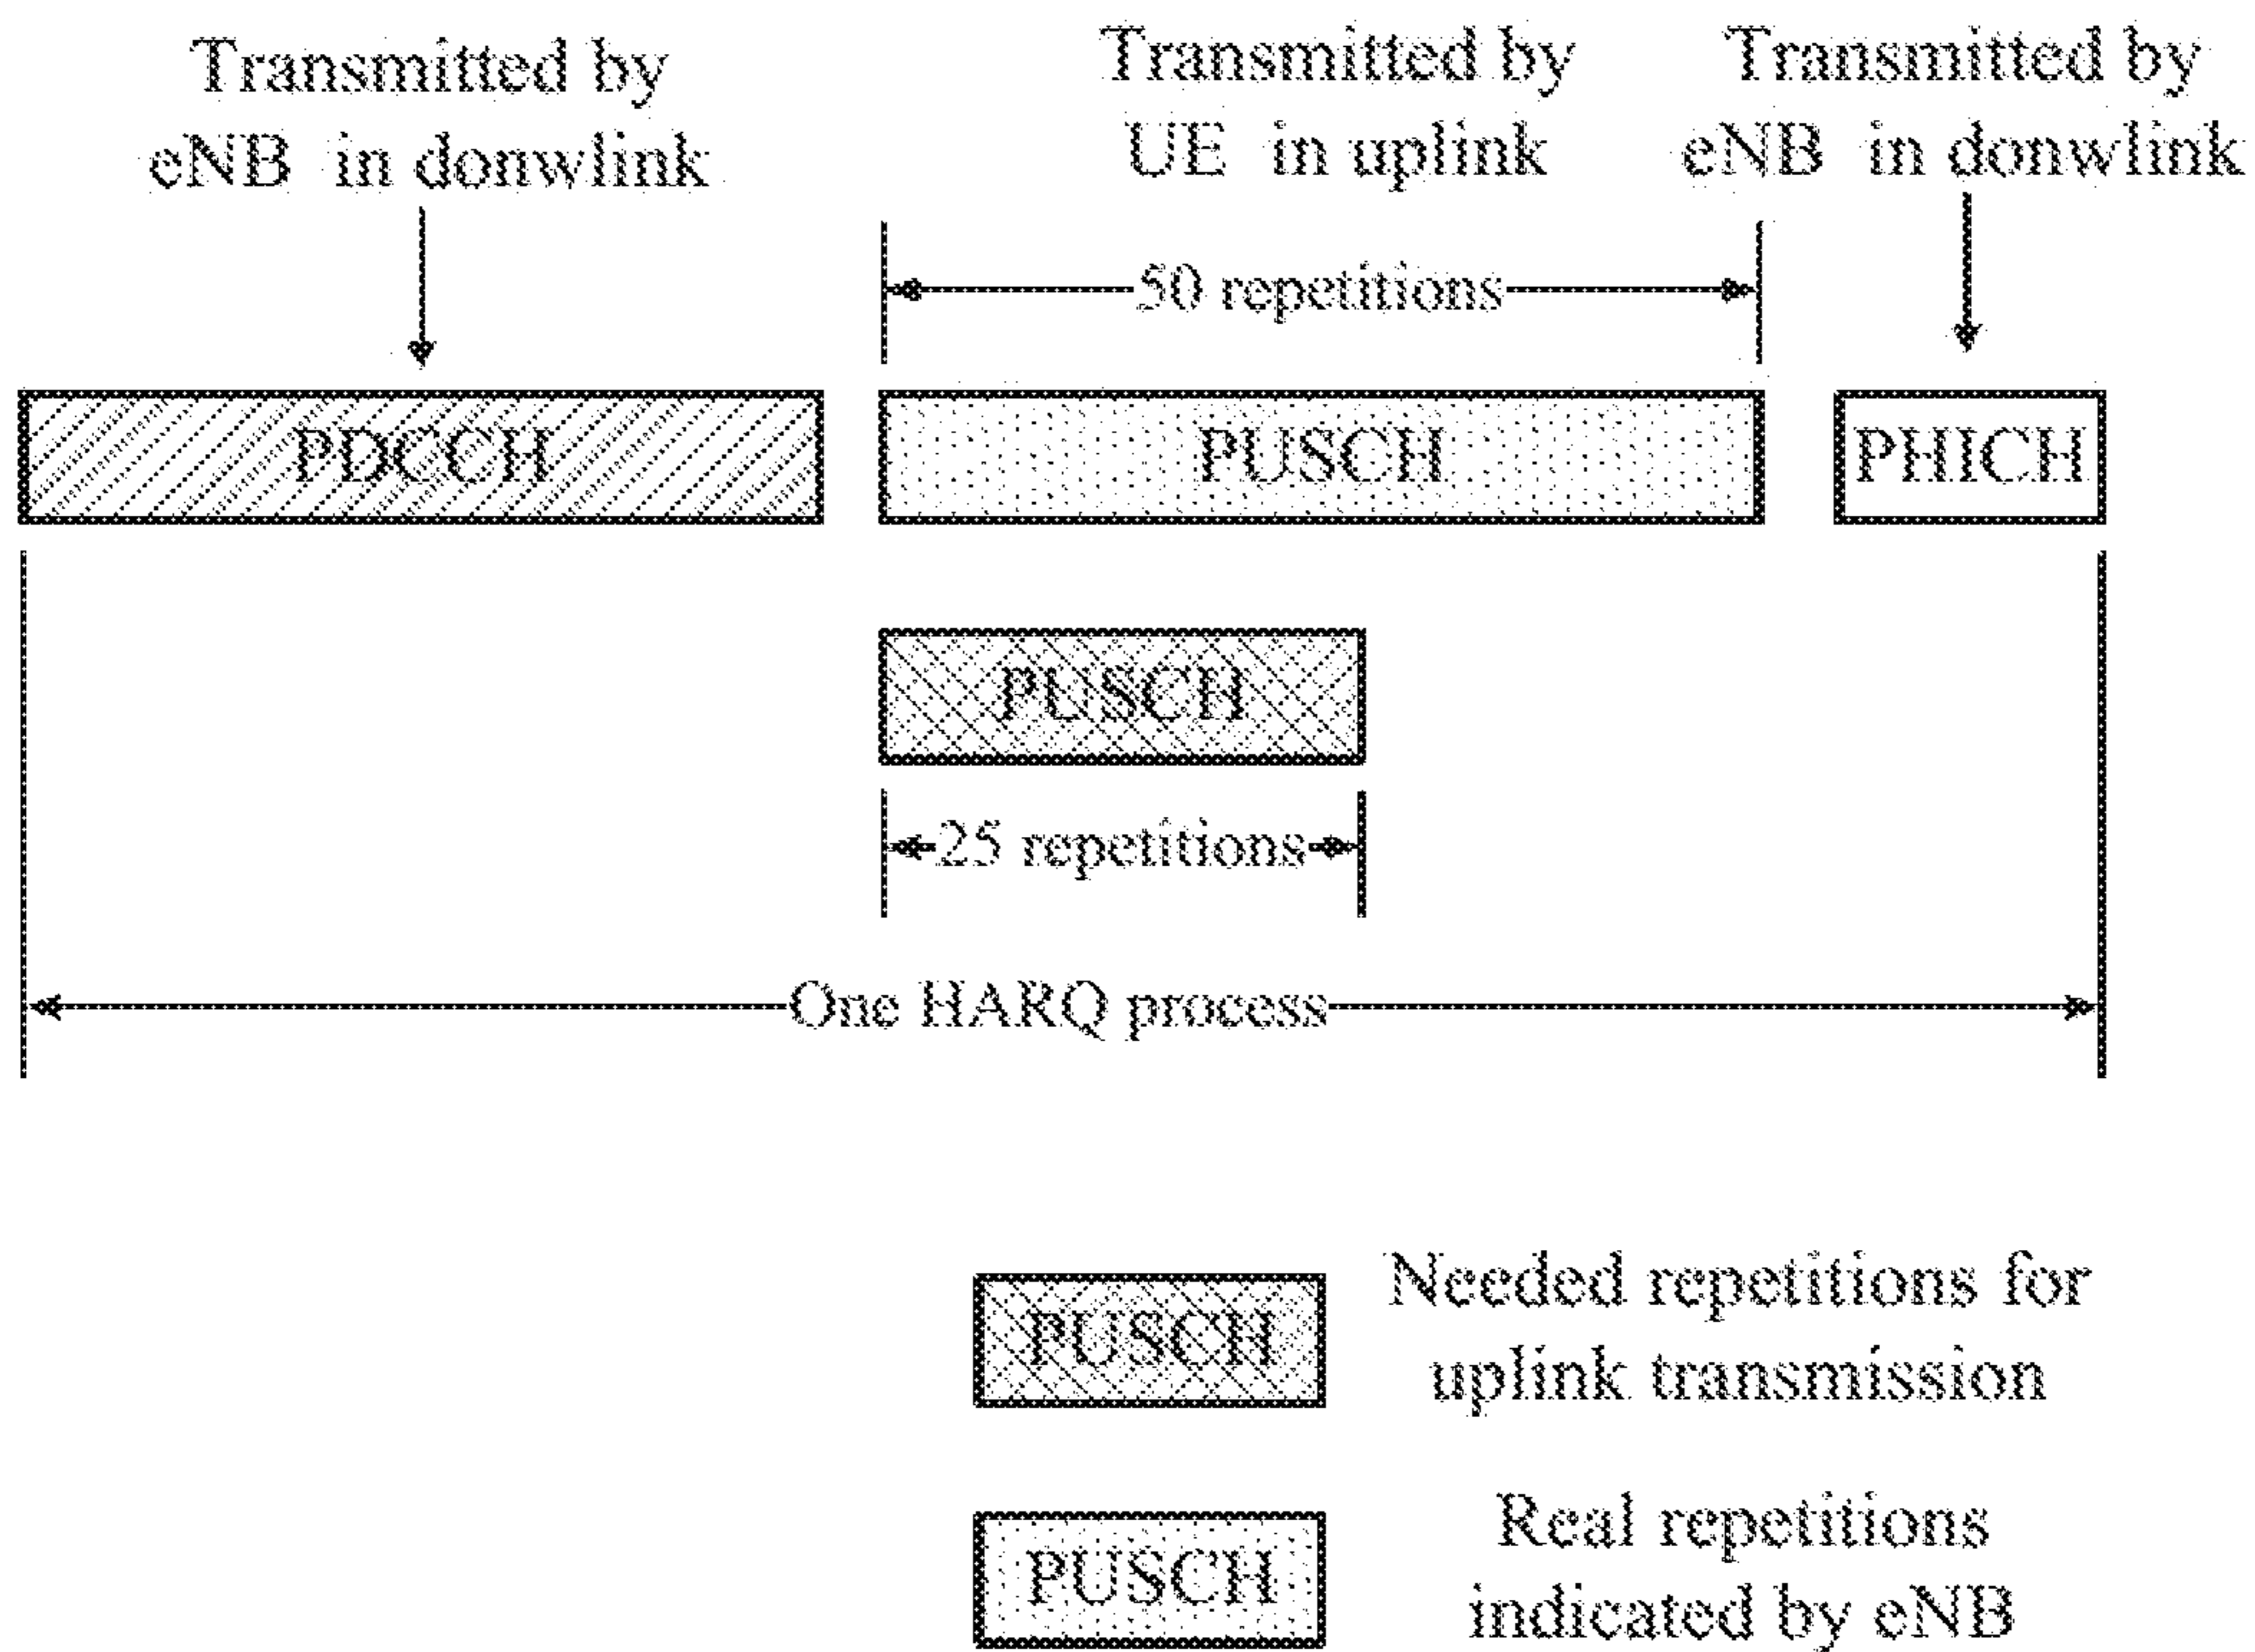 Transmitted by
eNB in donwlink
Transmitted by
UE in uplink
Transmitted by
eNB in donwlink
50 repetitions
PDCCH
PUSCH
PHICH
PUSCH
25 repetitions
One HARQ process
PUSCH
Needed repetitions for
uplink transmission
PUSCH
Real repetitions
indicated by eNB